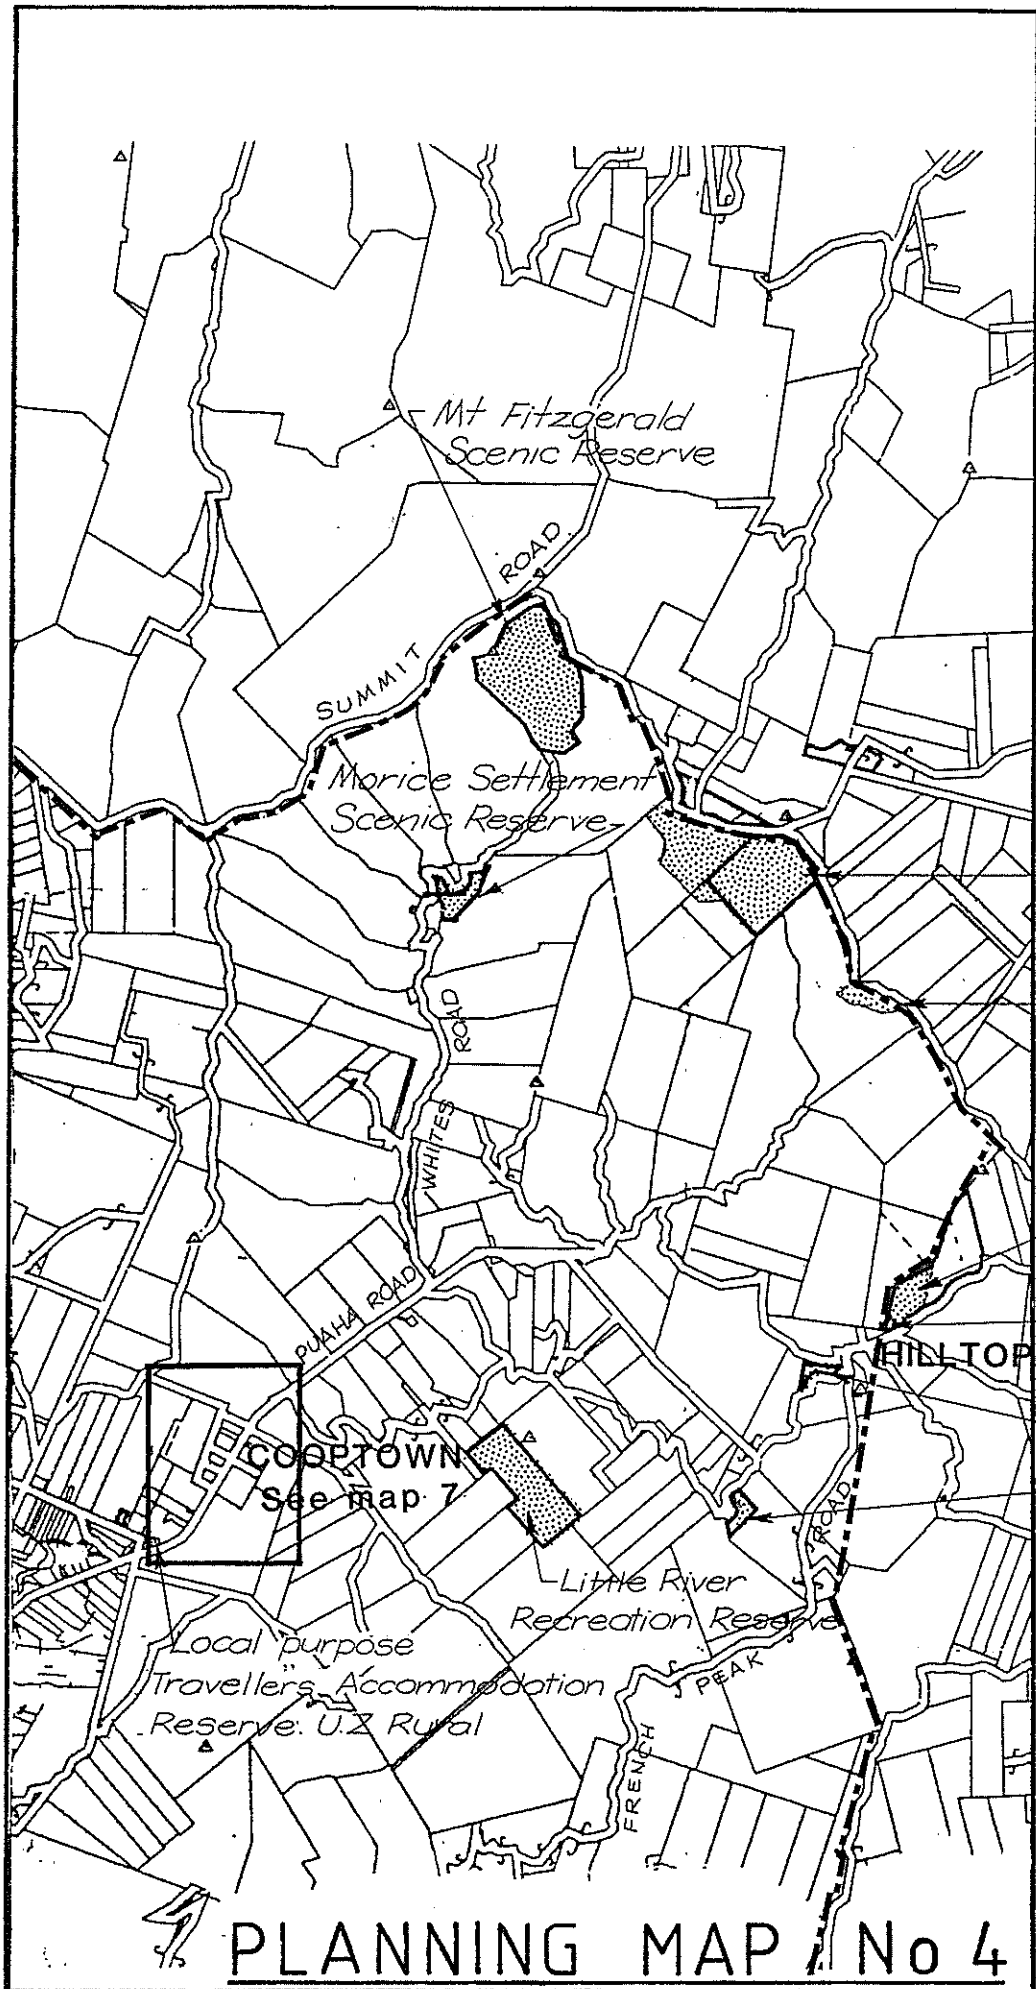 Mt Fitzgerald
Scenic Reserve
SUMMIT ROAD
Morice Settlement
Scenic Reserve
WHITES ROAD
PUAHA ROAD
HILLTOP
COOPTOWN
See map 7
Little River
Recreation Reserve
FRENCH PEAK ROAD
Local purpose
Travellers Accommodation
Reserve: U.Z Rural
PLANNING MAP No 4